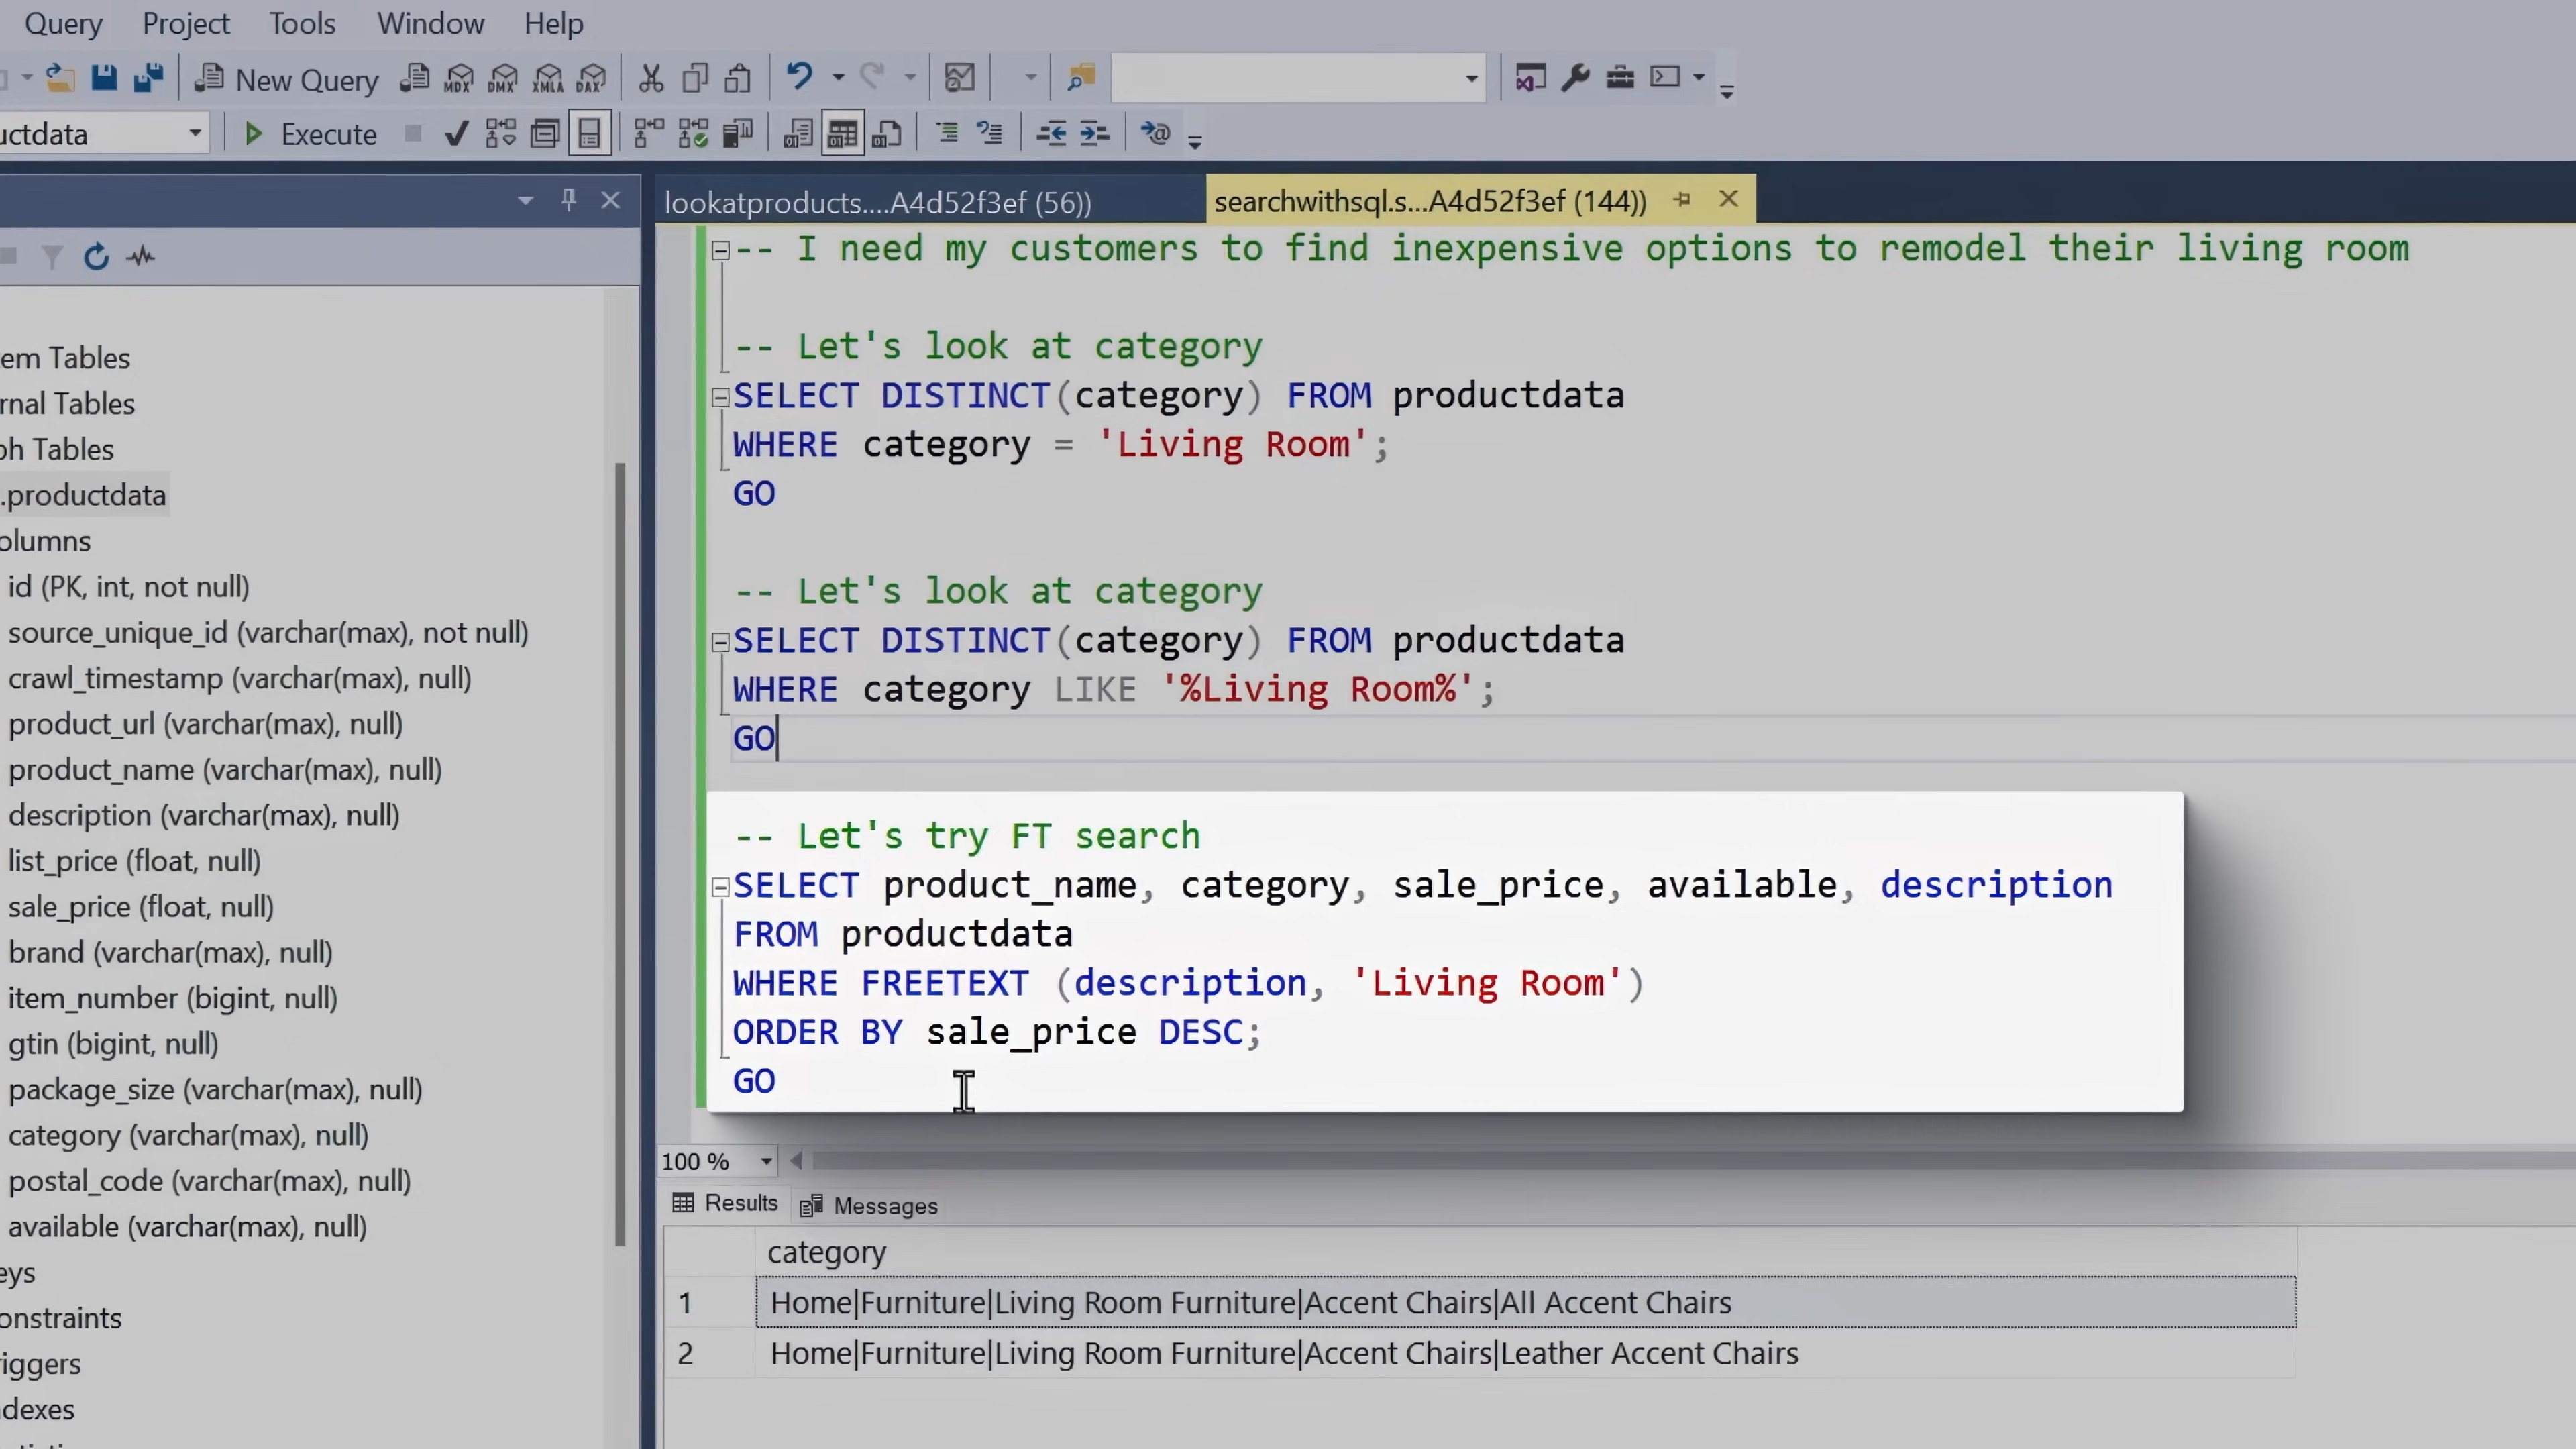 Query Project Tools Window Help
New Query MDX DMX XMLA DAX
Execute
lookatproducts....A4d52f3ef (56))
searchwithsql.s...A4d52f3ef (144))
-- I need my customers to find inexpensive options to remodel their living room
-- Let's look at category
SELECT DISTINCT(category) FROM productdata
WHERE category = 'Living Room';
GO
-- Let's look at category
SELECT DISTINCT(category) FROM productdata
WHERE category LIKE '%Living Room%';
GO
-- Let's try FT search
SELECT product_name, category, sale_price, available, description
FROM productdata
WHERE FREETEXT (description, 'Living Room')
ORDER BY sale_price DESC;
GO
em Tables
rnal Tables
ph Tables
.productdata
olumns
id (PK, int, not null)
source_unique_id (varchar(max), not null)
crawl_timestamp (varchar(max), null)
product_url (varchar(max), null)
product_name (varchar(max), null)
description (varchar(max), null)
list_price (float, null)
sale_price (float, null)
brand (varchar(max), null)
item_number (bigint, null)
gtin (bigint, null)
package_size (varchar(max), null)
category (varchar(max), null)
postal_code (varchar(max), null)
available (varchar(max), null)
eys
onstraints
riggers
ndexes
100 %
Results Messages
category
1 Home|Furniture|Living Room Furniture|Accent Chairs|All Accent Chairs
2 Home|Furniture|Living Room Furniture|Accent Chairs|Leather Accent Chairs